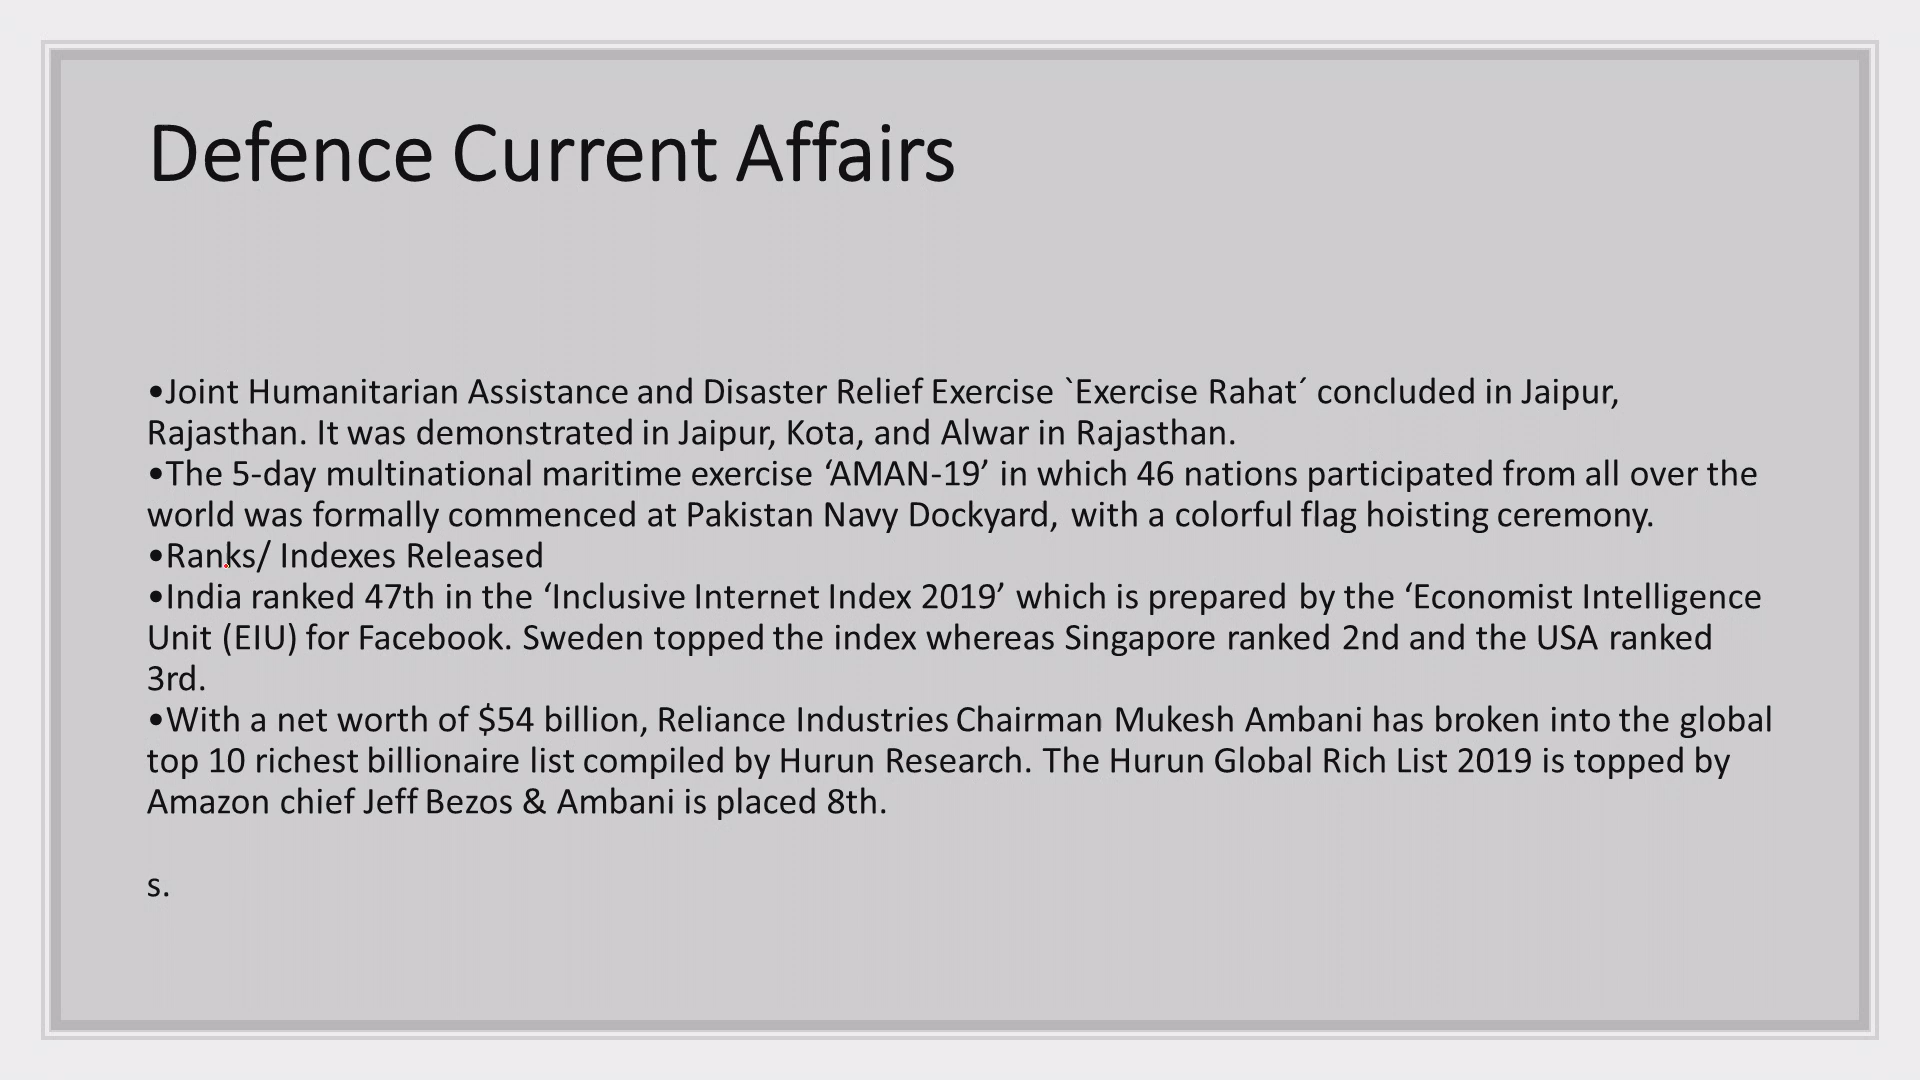 Defence Current Affairs
•Joint Humanitarian Assistance and Disaster Relief Exercise `Exercise Rahat´ concluded in Jaipur,
Rajasthan. It was demonstrated in Jaipur, Kota, and Alwar in Rajasthan.
•The 5-day multinational maritime exercise ‘AMAN-19’ in which 46 nations participated from all over the
world was formally commenced at Pakistan Navy Dockyard, with a colorful flag hoisting ceremony.
•Ranks/ Indexes Released
•India ranked 47th in the ‘Inclusive Internet Index 2019’ which is prepared by the ‘Economist Intelligence
Unit (EIU) for Facebook. Sweden topped the index whereas Singapore ranked 2nd and the USA ranked
3rd.
•With a net worth of $54 billion, Reliance Industries Chairman Mukesh Ambani has broken into the global
top 10 richest billionaire list compiled by Hurun Research. The Hurun Global Rich List 2019 is topped by
Amazon chief Jeff Bezos & Ambani is placed 8th.
s.